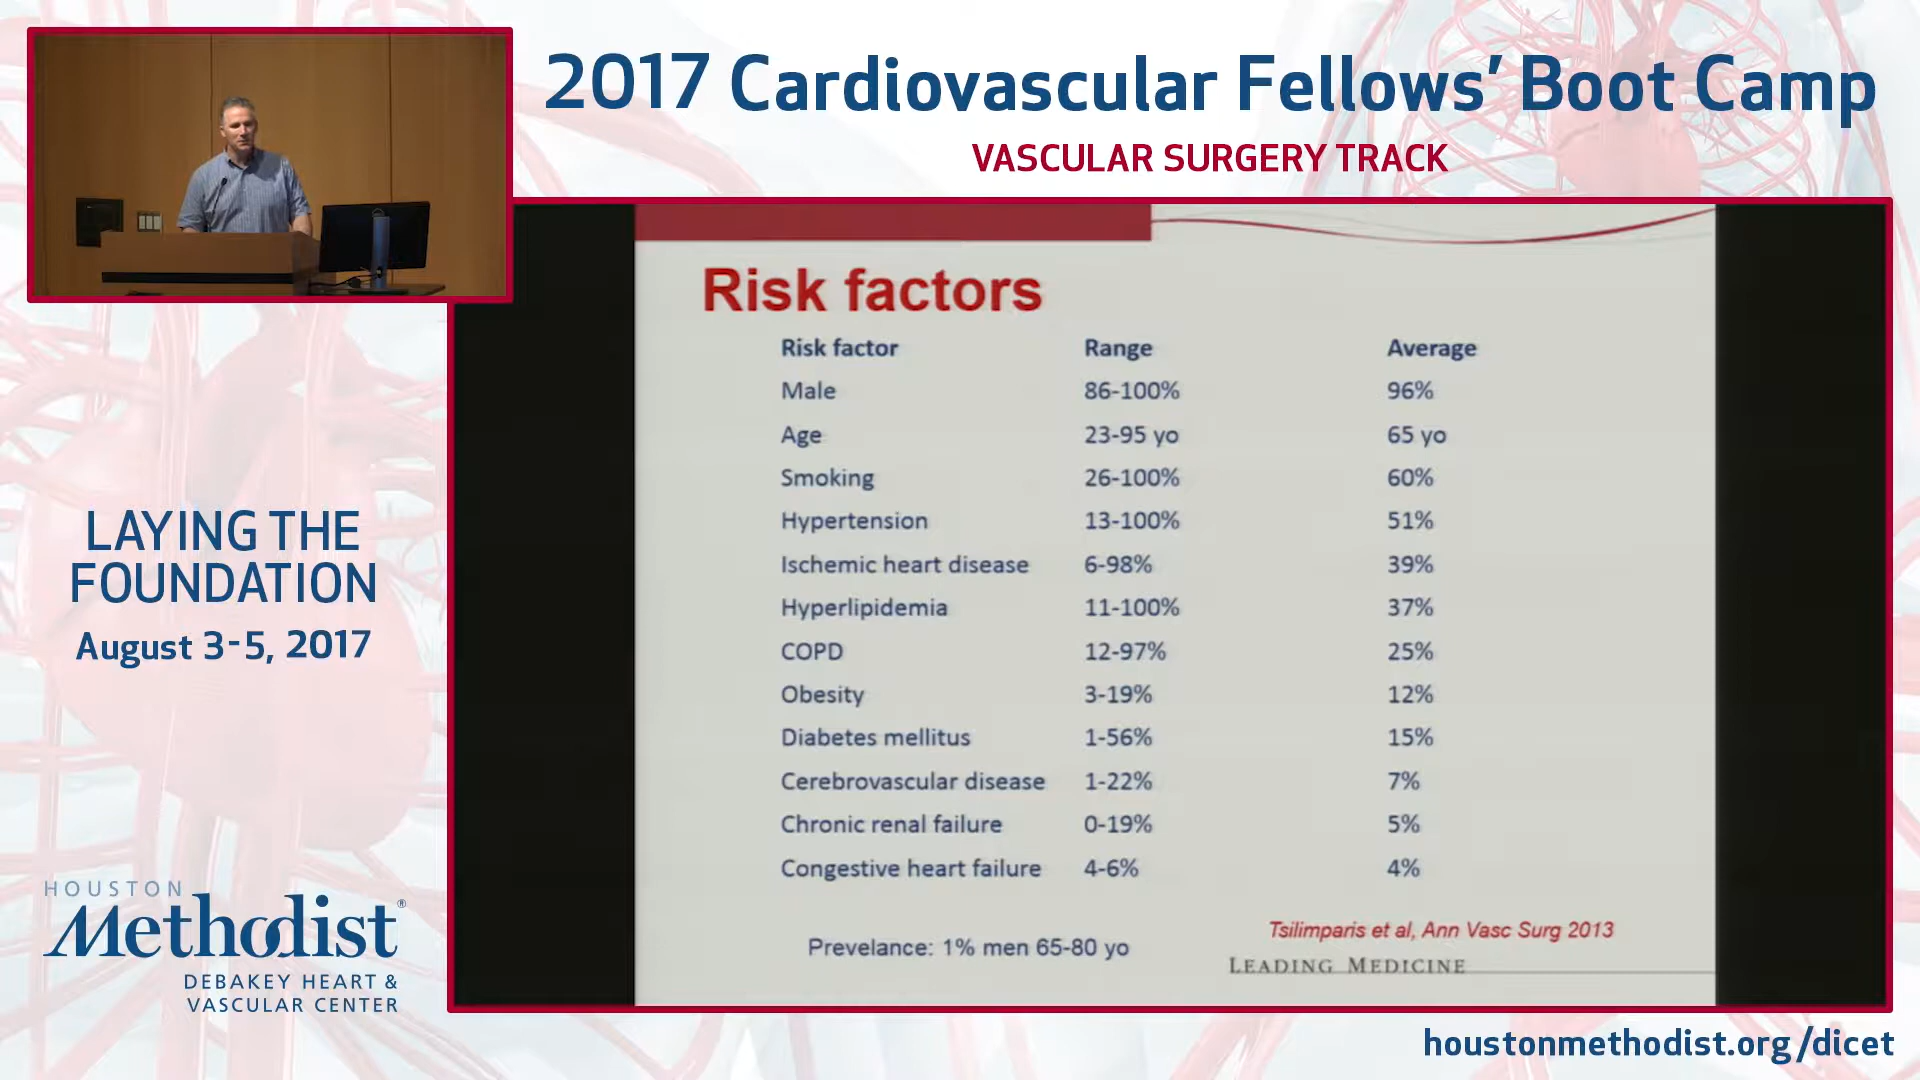 2017 Cardiovascular Fellows' Boot Camp
VASCULAR SURGERY TRACK
Risk factors
Risk factor Range Average
Male 86-100% 96%
Age 23-95 yo 65 yo
Smoking 26-100% 60%
Hypertension 13-100% 51%
Ischemic heart disease 6-98% 39%
Hyperlipidemia 11-100% 37%
COPD 12-97% 25%
Obesity 3-19% 12%
Diabetes mellitus 1-56% 15%
Cerebrovascular disease 1-22% 7%
Chronic renal failure 0-19% 5%
Congestive heart failure 4-6% 4%
Tsilimparis et al, Ann Vasc Surg 2013
Prevelance: 1% men 65-80 yo
LEADING MEDICINE
LAYING THE
FOUNDATION
August 3-5, 2017
HOUSTON
Methodist®
DEBAKEY HEART &
VASCULAR CENTER
houstonmethodist.org/dicet